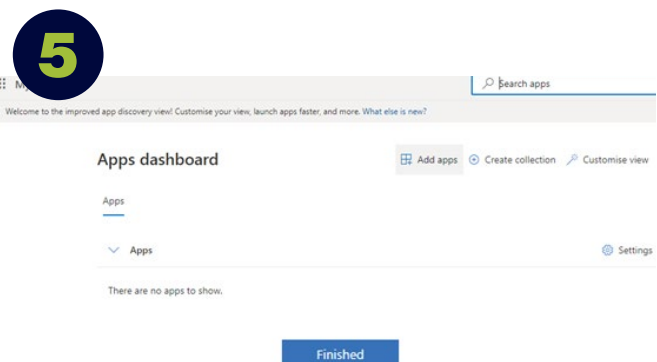 5
Search apps
Welcome to the improved app discovery view! Customise your view, launch apps faster, and more. What else is new?
Apps dashboard
Add apps
Create collection
Customise view
Apps
Apps
Settings
There are no apps to show.
Finished